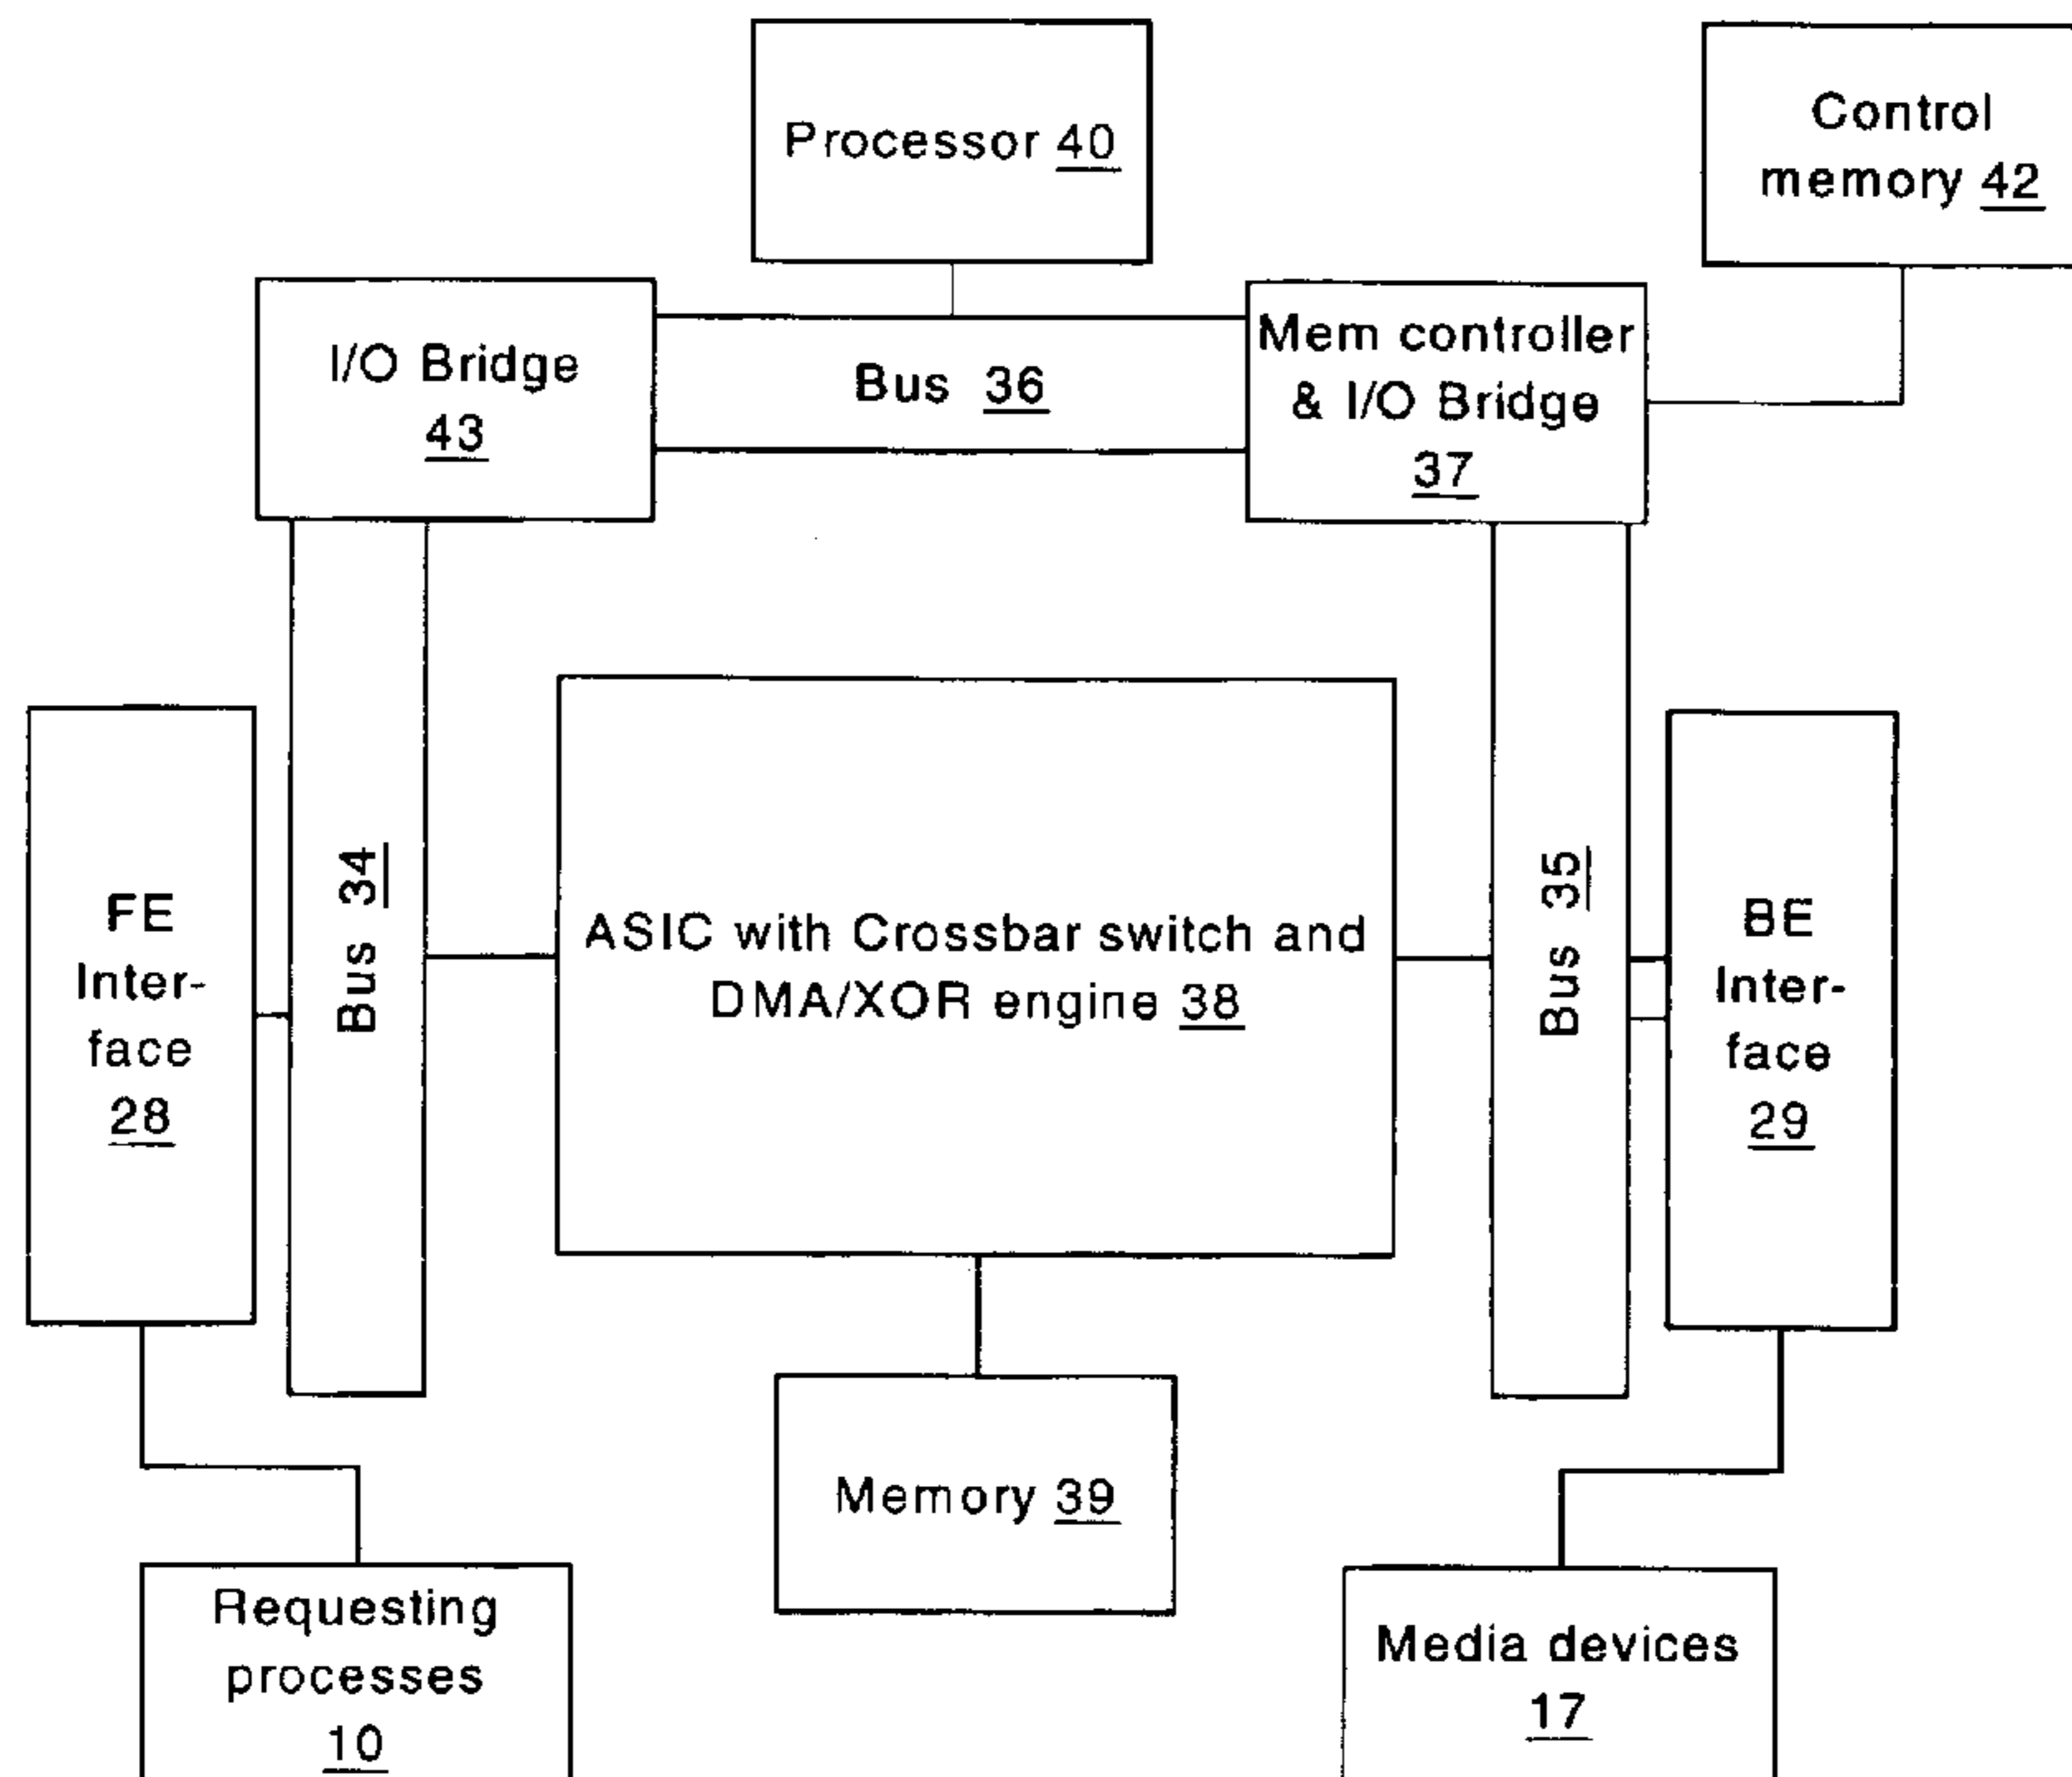 Processor 40
Control
memory 42
I/O Bridge
43
Bus 36
Mem controller
& I/O Bridge
37
FE
Inter-
face
28
Bus 34
ASIC with Crossbar switch and
DMA/XOR engine 38
Bus 35
BE
Inter-
face
29
Memory 39
Requesting
processes
10
Media devices
17